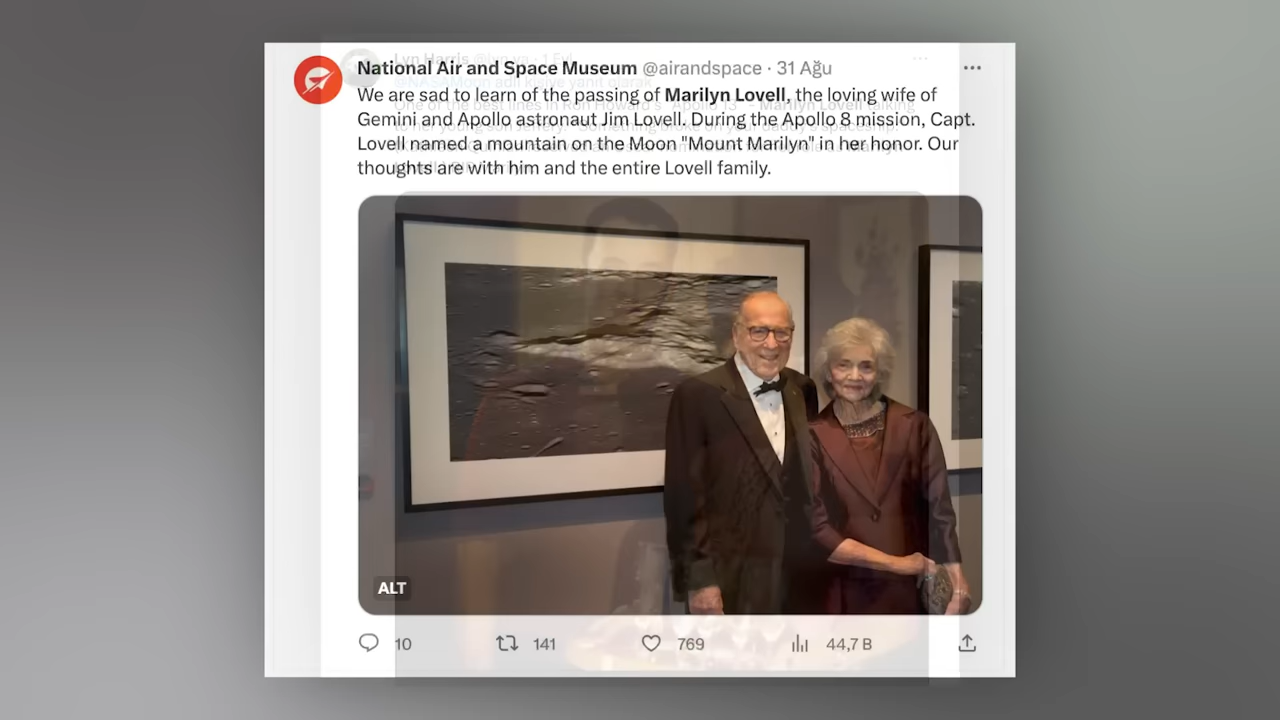 National Air and Space Museum @airandspace · 31 Ağu
We are sad to learn of the passing of Marilyn Lovell, the loving wife of
Gemini and Apollo astronaut Jim Lovell. During the Apollo 8 mission, Capt.
Lovell named a mountain on the Moon "Mount Marilyn" in her honor. Our
thoughts are with him and the entire Lovell family.
ALT
10 141 769 44,7 B